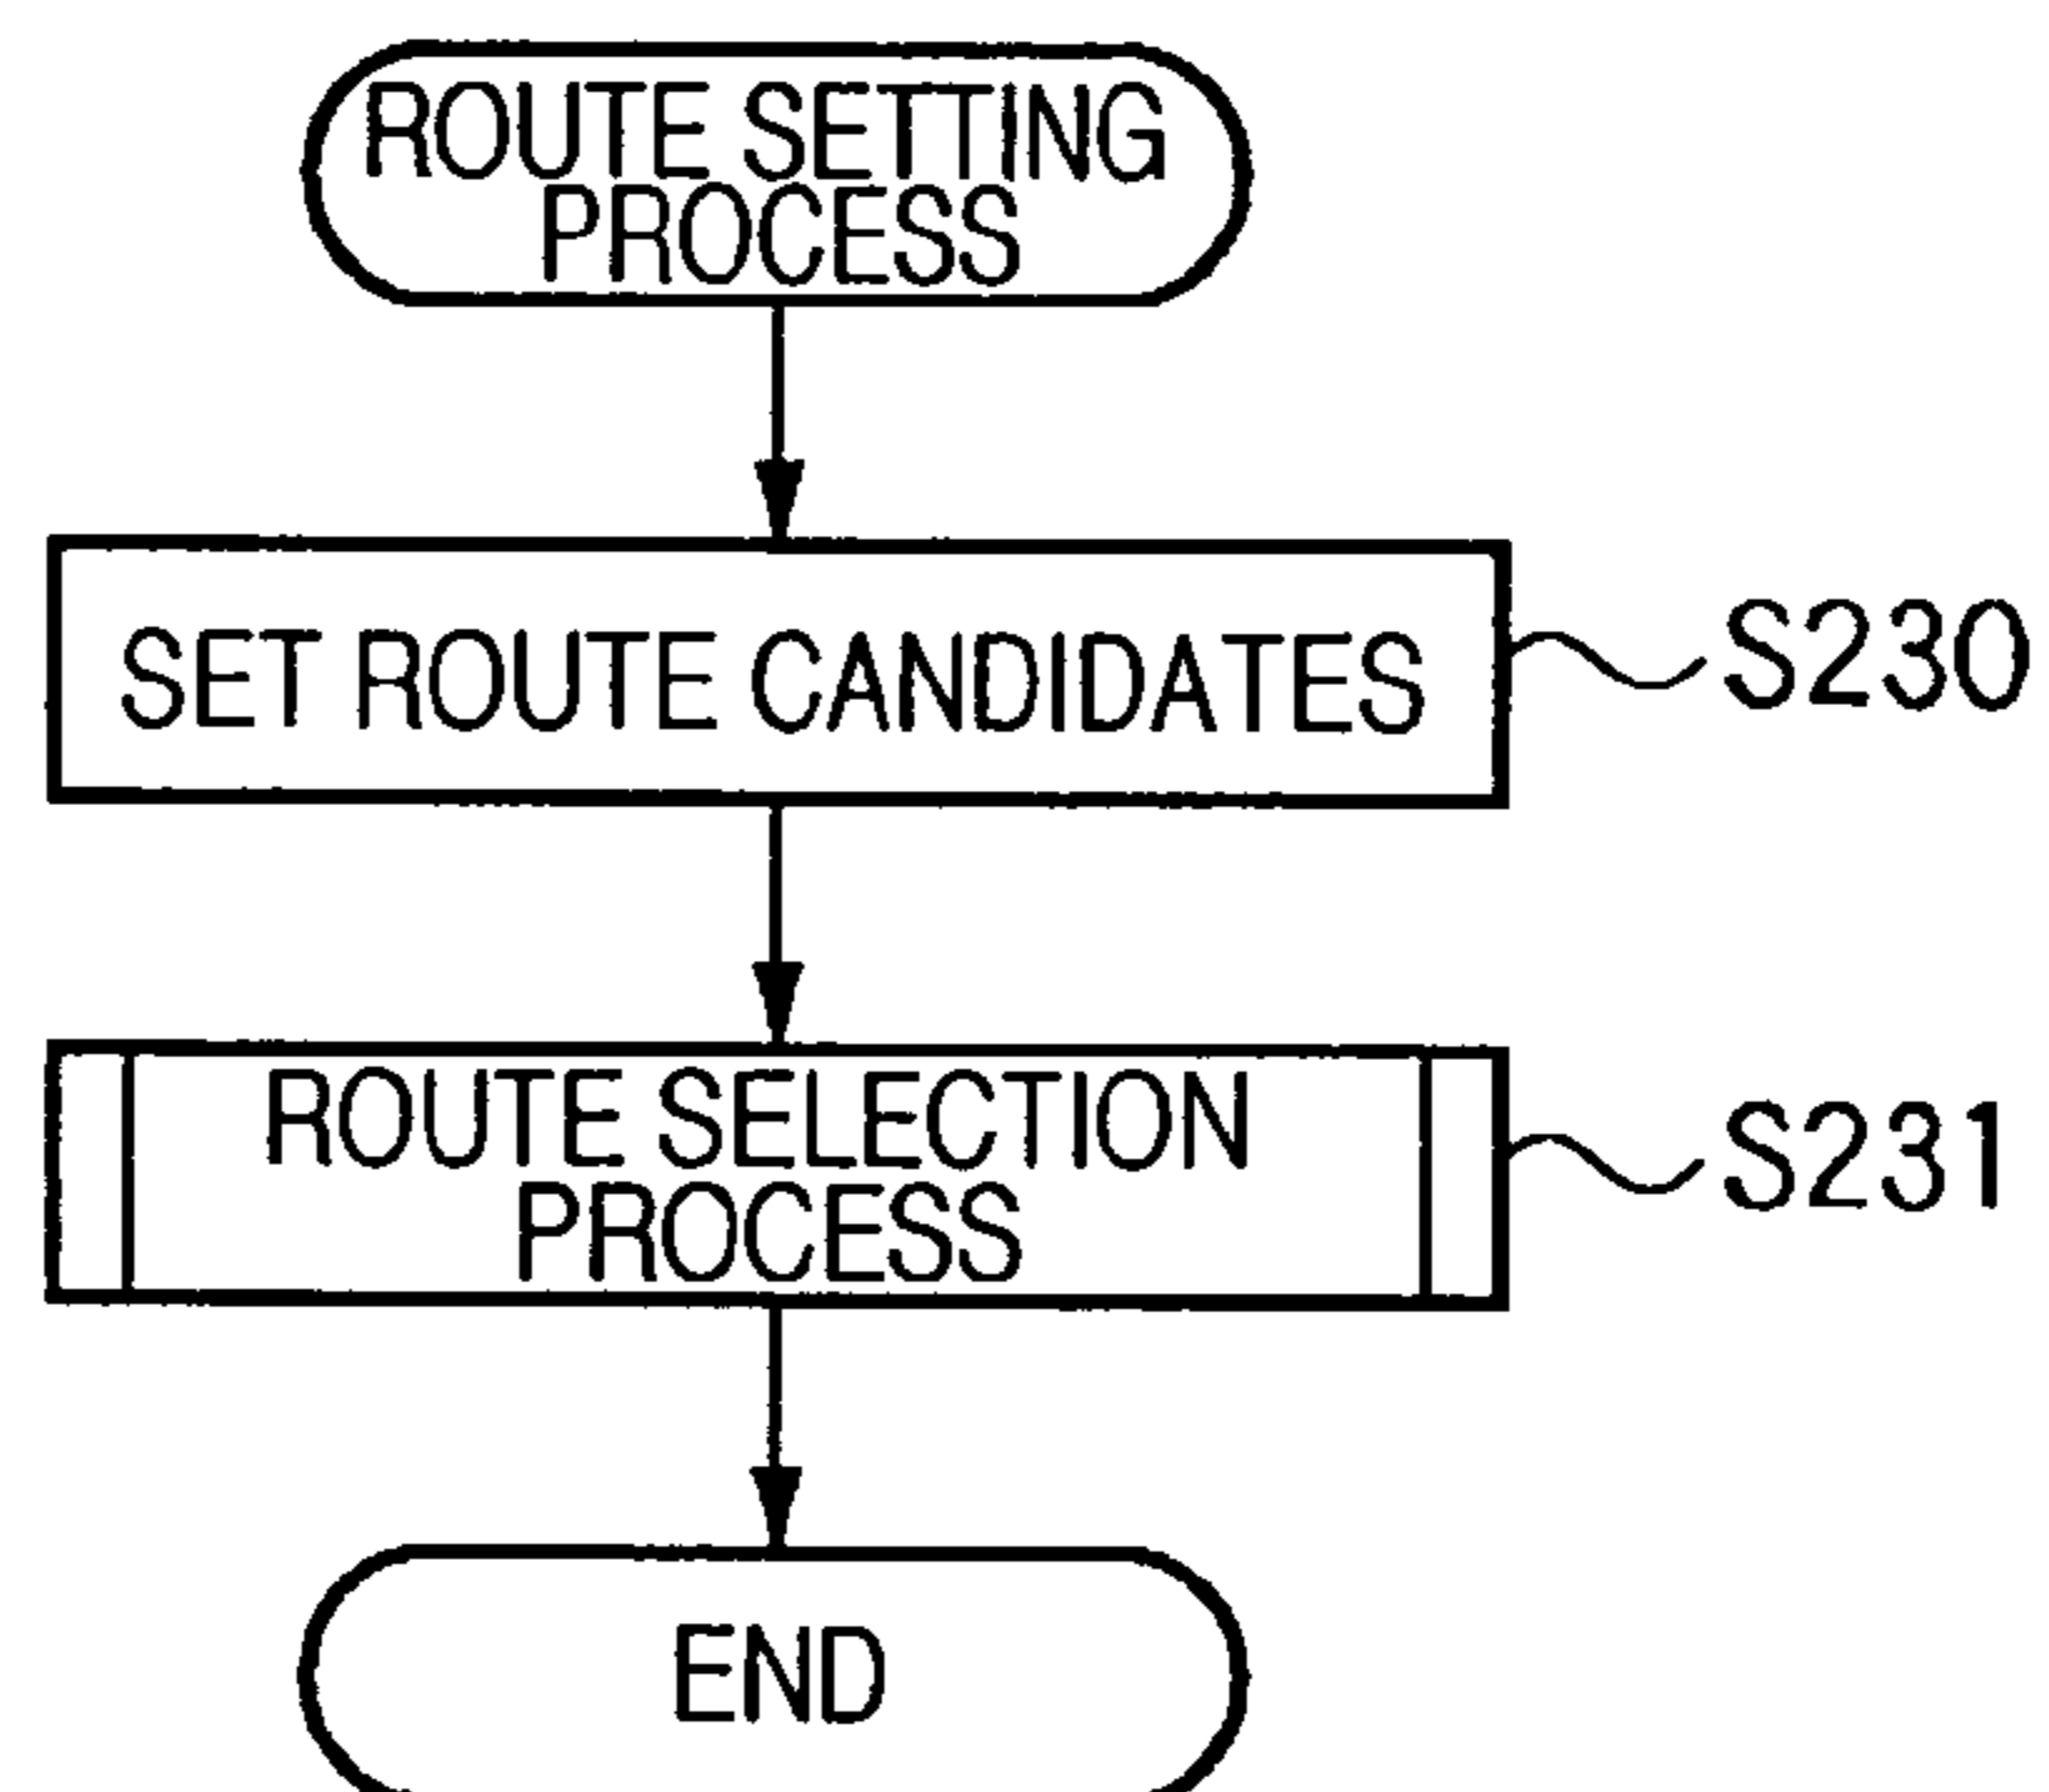 ROUTE SETTING
PROCESS
SET ROUTE CANDIDATES
S230
ROUTE SELECTION
PROCESS
S231
END